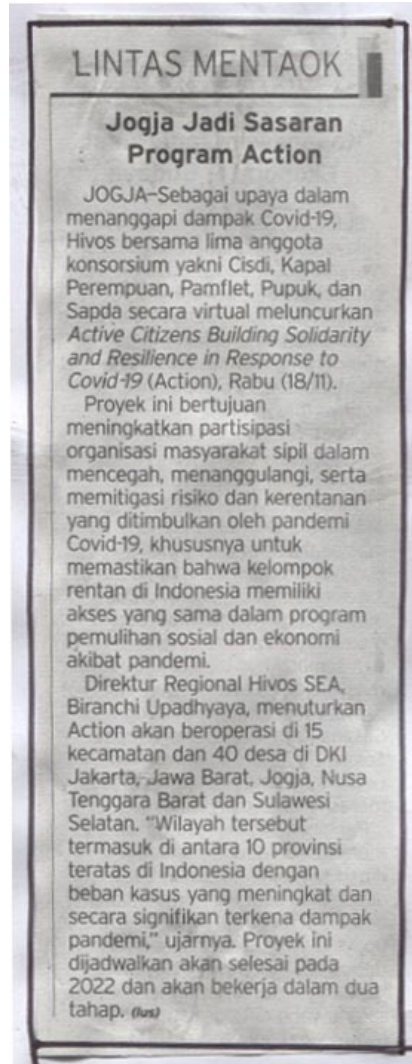 LINTAS MENTAOK
Jogja Jadi Sasaran
Program Action
JOGJA–Sebagai upaya dalam
menanggapi dampak Covid-19,
Hivos bersama lima anggota
konsorsium yakni Cisdi, Kapal
Perempuan, Pamflet, Pupuk, dan
Sapda secara virtual meluncurkan
Active Citizens Building Solidarity
and Resilience in Response to
Covid-19 (Action), Rabu (18/11).
Proyek ini bertujuan
meningkatkan partisipasi
organisasi masyarakat sipil dalam
mencegah, menanggulangi, serta
memitigasi risiko dan kerentanan
yang ditimbulkan oleh pandemi
Covid-19, khususnya untuk
memastikan bahwa kelompok
rentan di Indonesia memiliki
akses yang sama dalam program
pemulihan sosial dan ekonomi
akibat pandemi.
Direktur Regional Hivos SEA,
Biranchi Upadhyaya, menuturkan
Action akan beroperasi di 15
kecamatan dan 40 desa di DKI
Jakarta, Jawa Barat, Jogja, Nusa
Tenggara Barat dan Sulawesi
Selatan. “Wilayah tersebut
termasuk di antara 10 provinsi
teratas di Indonesia dengan
beban kasus yang meningkat dan
secara signifikan terkena dampak
pandemi,” ujarnya. Proyek ini
dijadwalkan akan selesai pada
2022 dan akan bekerja dalam dua
tahap. (lus)